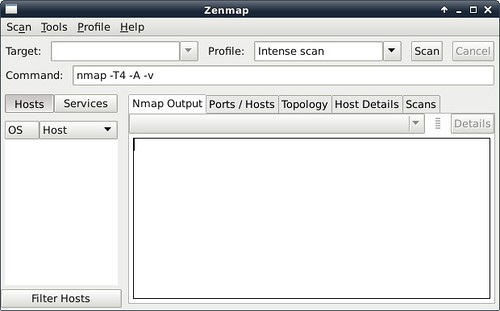 Zenmap
Scan Tools Profile Help
Target: Profile: Intense scan Scan Cancel
Command: nmap -T4 -A -v
Hosts Services Nmap Output Ports / Hosts Topology Host Details Scans
OS Host Details
Filter Hosts